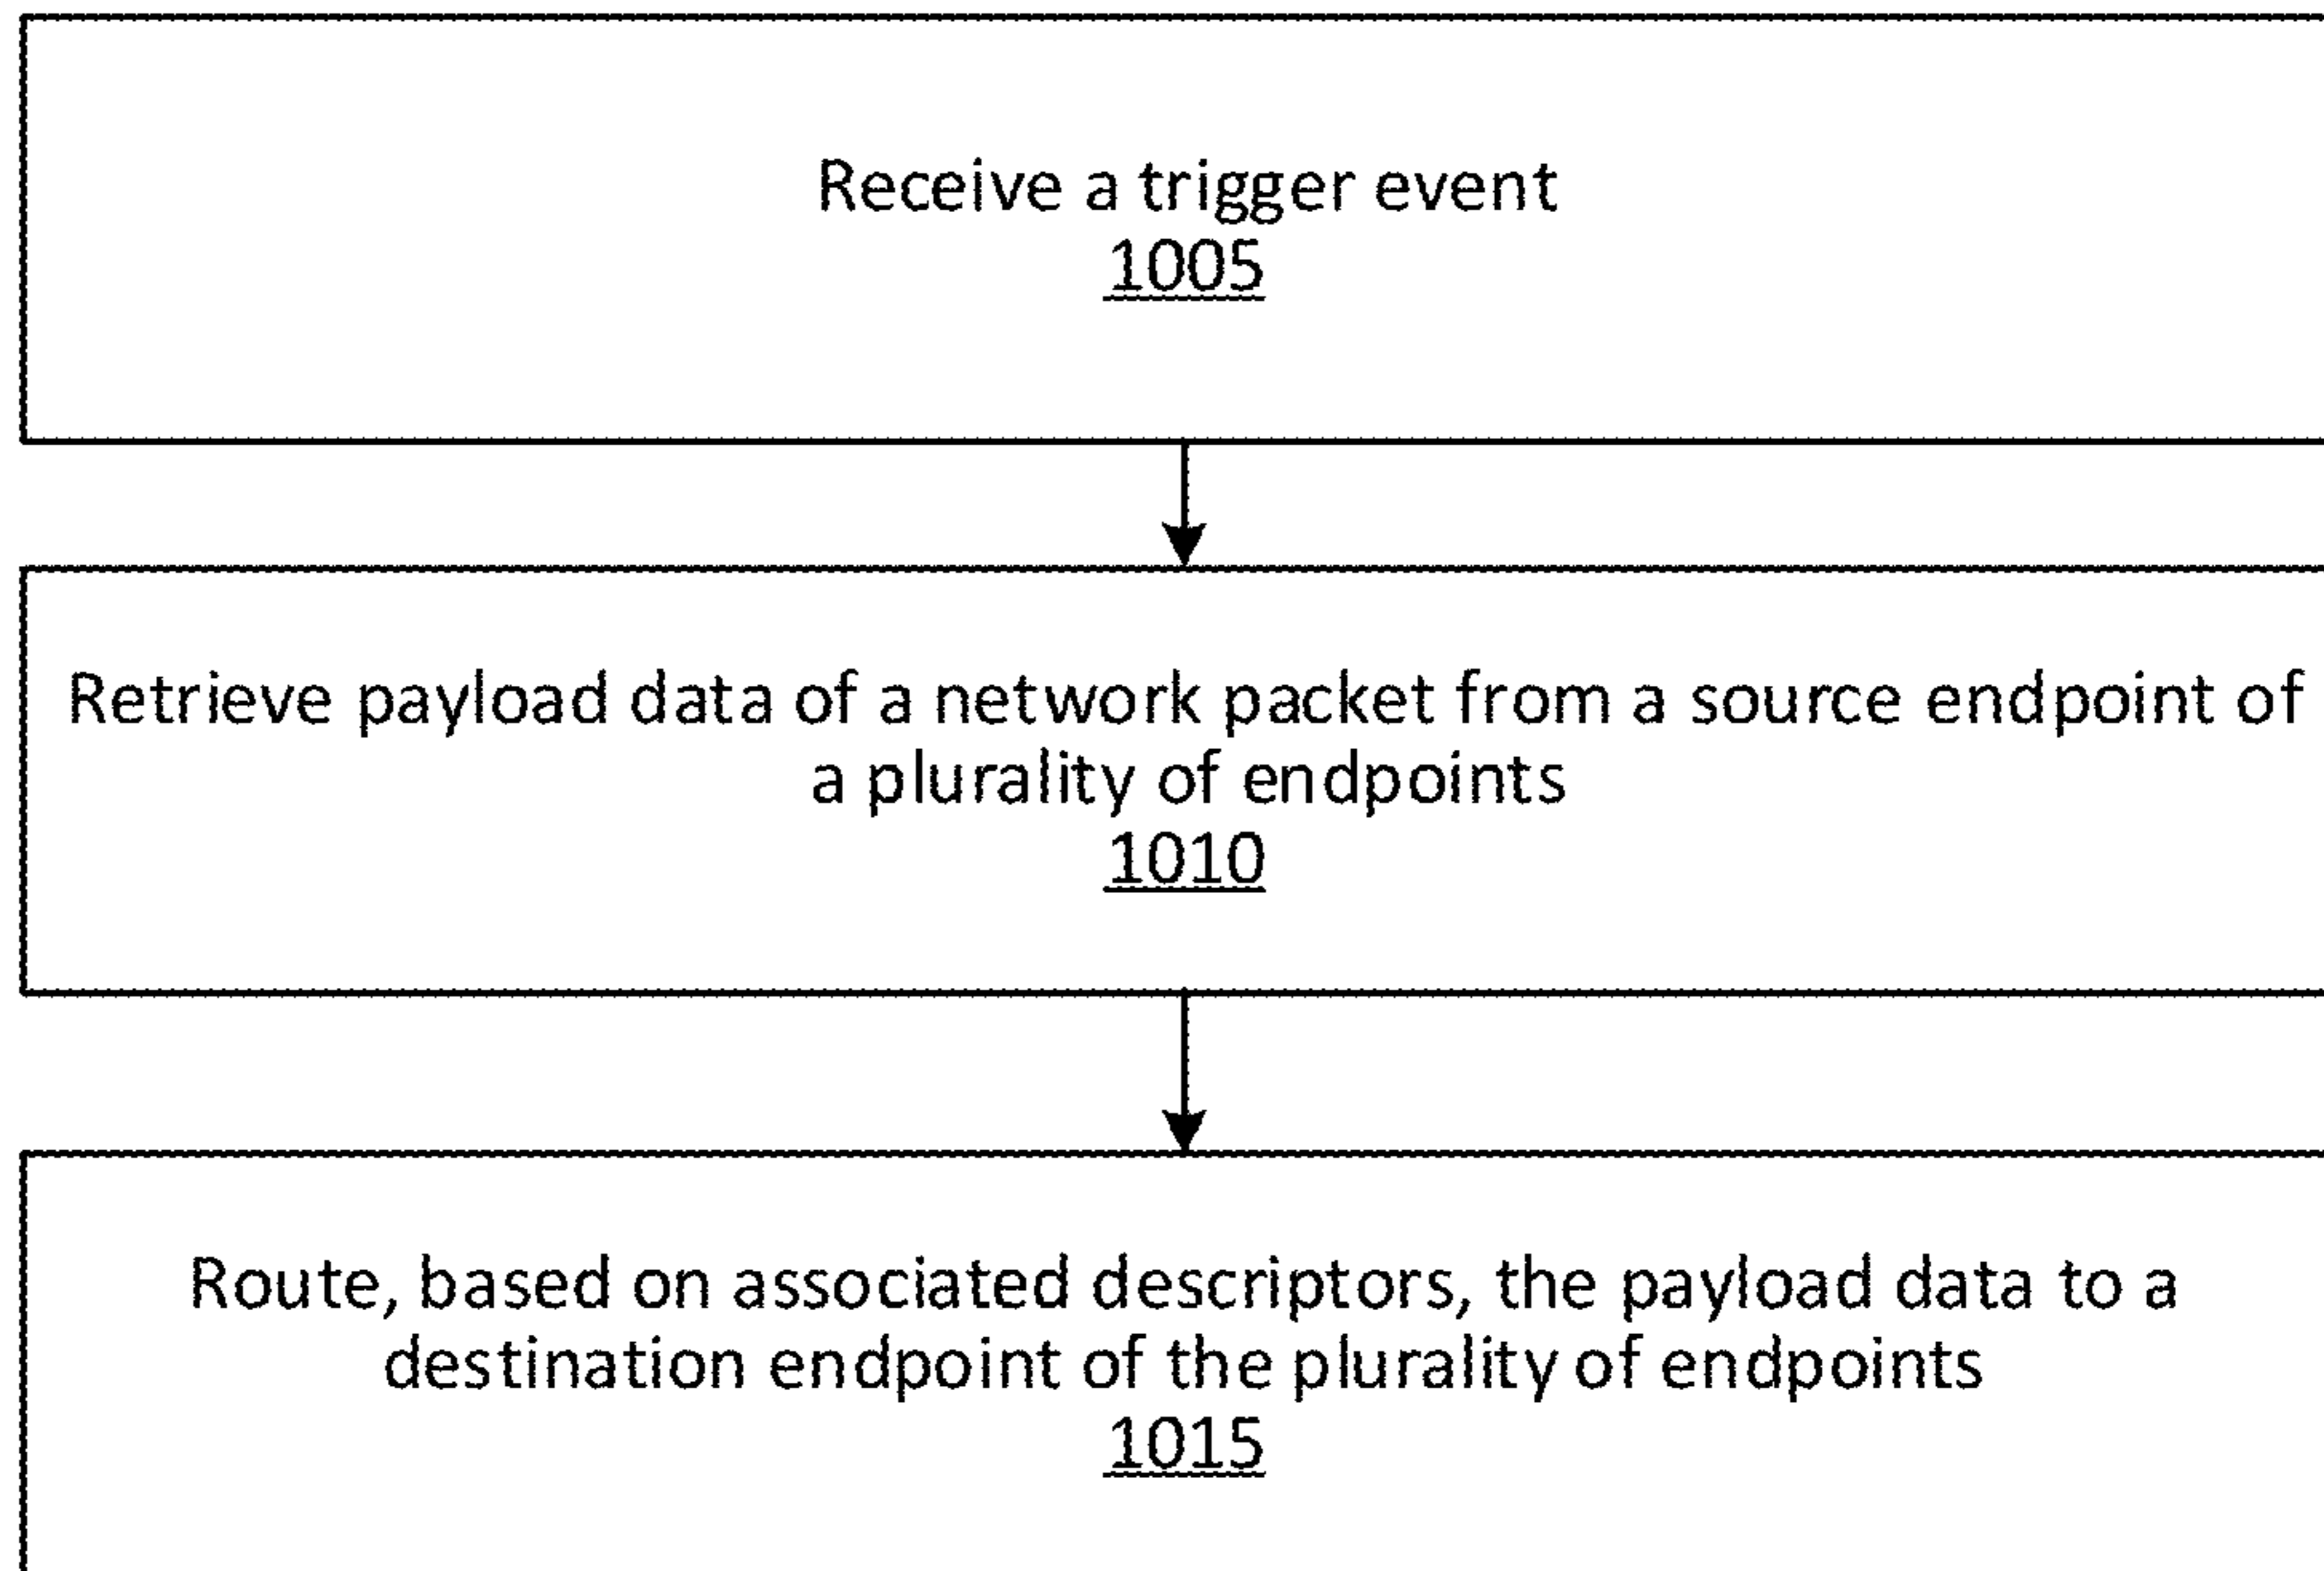 Receive a trigger event
1005
Retrieve payload data of a network packet from a source endpoint of
a plurality of endpoints
1010
Route, based on associated descriptors, the payload data to a
destination endpoint of the plurality of endpoints
1015